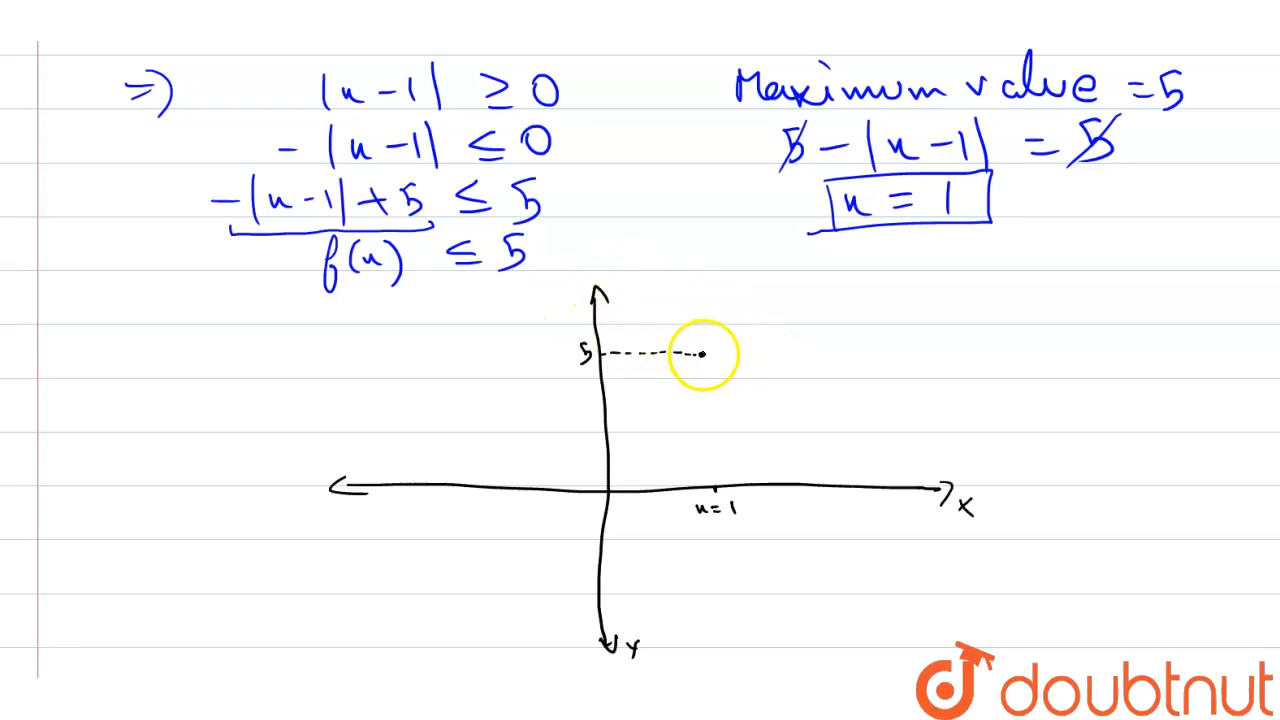 => |x - 1| ≥ 0
- |x - 1| ≤ 0
- |x - 1| + 5 ≤ 5
f(x) ≤ 5
Maximum value = 5
5 - |x - 1| = 5
x = 1
5
x = 1
X
Y
doubtnut